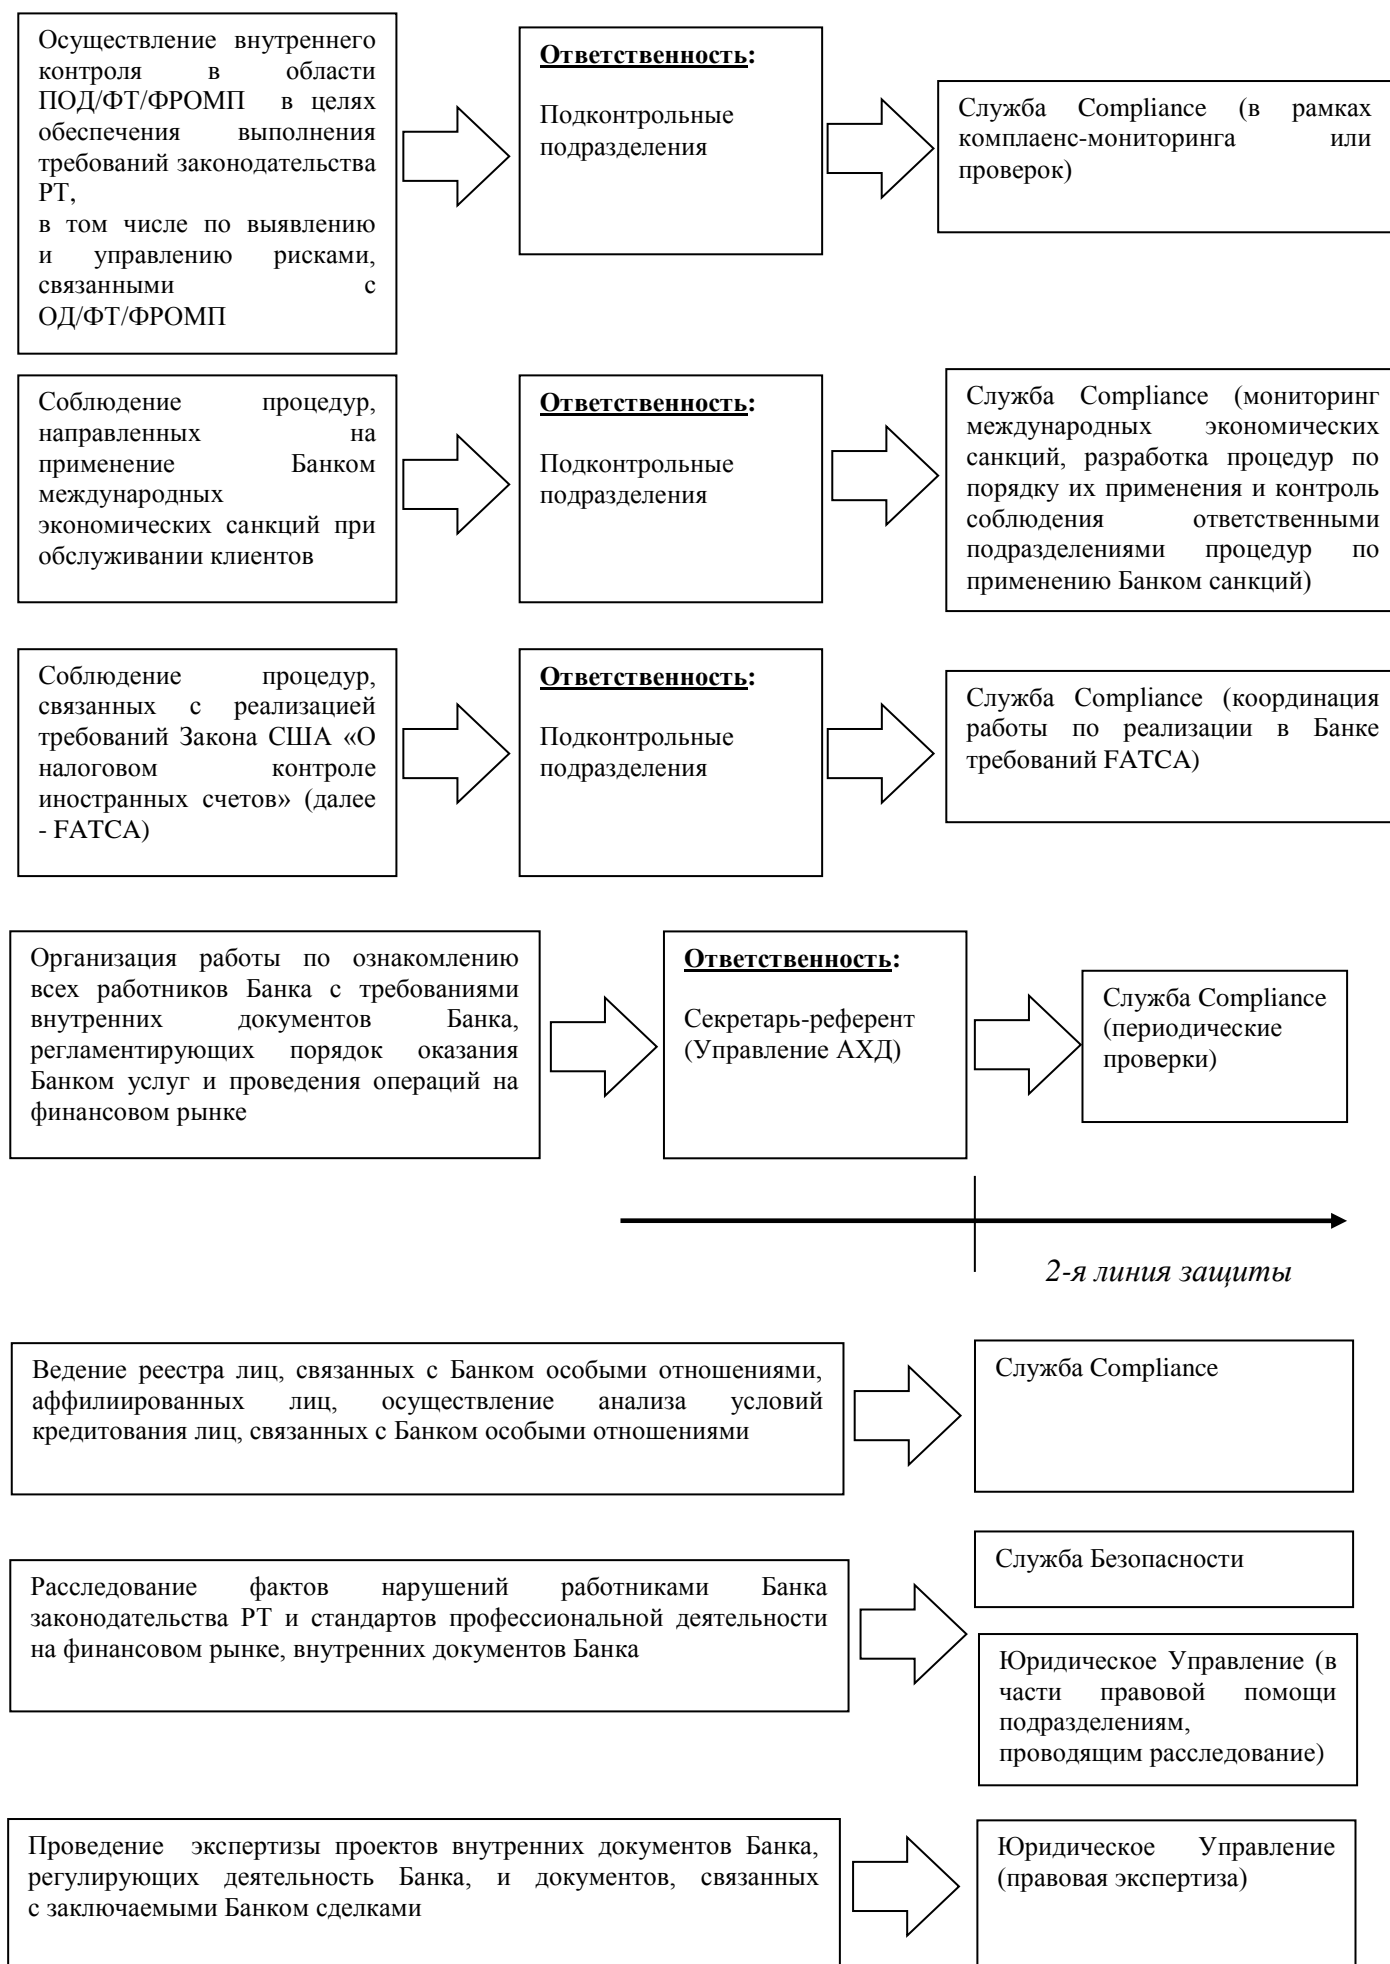 Осуществление внутреннего
контроля в области
ПОД/ФТ/ФРОМП в целях
обеспечения выполнения
требований законодательства
РТ,
в том числе по выявлению
и управлению рисками,
связанными с
ОД/ФТ/ФРОМП
Ответственность:
Подконтрольные
подразделения
Служба Compliance (в рамках
комплаенс-мониторинга или
проверок)
Соблюдение процедур,
направленных на
применение Банком
международных
экономических санкций при
обслуживании клиентов
Ответственность:
Подконтрольные
подразделения
Служба Compliance (мониторинг
международных экономических
санкций, разработка процедур по
порядку их применения и контроль
соблюдения ответственными
подразделениями процедур по
применению Банком санкций)
Соблюдение процедур,
связанных с реализацией
требований Закона США «О
налоговом контроле
иностранных счетов» (далее
- FATCA)
Ответственность:
Подконтрольные
подразделения
Служба Compliance (координация
работы по реализации в Банке
требований FATCA)
Организация работы по ознакомлению
всех работников Банка с требованиями
внутренних документов Банка,
регламентирующих порядок оказания
Банком услуг и проведения операций на
финансовом рынке
Ответственность:
Секретарь-референт
(Управление АХД)
Служба Compliance
(периодические
проверки)
2-я линия защиты
Ведение реестра лиц, связанных с Банком особыми отношениями,
аффилиированных лиц, осуществление анализа условий
кредитования лиц, связанных с Банком особыми отношениями
Служба Compliance
Расследование фактов нарушений работниками Банка
законодательства РТ и стандартов профессиональной деятельности
на финансовом рынке, внутренних документов Банка
Служба Безопасности
Юридическое Управление (в
части правовой помощи
подразделениям,
проводящим расследование)
Проведение экспертизы проектов внутренних документов Банка,
регулирующих деятельность Банка, и документов, связанных
с заключаемыми Банком сделками
Юридическое Управление
(правовая экспертиза)